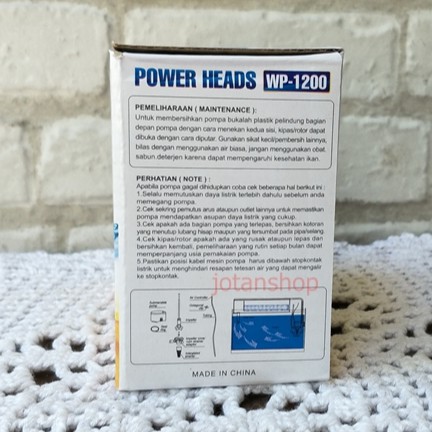 POWER HEADS WP-1200
PEMELIHARAAN ( MAINTENANCE ):
Untuk membersihkan pompa bukalah plastik pelindung bagian
depan pompa dengan cara menekan kedua sisi, kipas/rotor dapat
dibuka dengan cara diputar. Gunakan sikat kecil/pembersih lainnya,
bilas dengan menggunakan air biasa, jangan menggunakan obat
sabun deterjen karena dapat mempengaruhi kesehatan ikan.
PERHATIAN ( NOTE ):
Apabila pompa gagal dihidupkan coba cek beberapa hal berikut ini :
1.Selalu memutuskan daya listrik terlebih dahulu sebelum anda
memegang pompa.
2.Cek sekring pemutus arus ataupun outlet lainnya untuk memastikan
pompa mendapatkan asupan daya listrik yang cukup.
3.Cek apakah ada bagian pompa yang terlepas, bersihkan kotoran
yang menutup lubang hisap maupun yang tersumbat pada pipa/selang.
4.Cek kipas/rotor apakah ada yang rusak ataupun lepas dan
bersihkan kembali, pemeliharaan yang rutin setiap bulan dapat
memperpanjang usia pemakaian pompa.
5.Pastikan posisi kabel mesin pompa harus dibawah stopkontak
listrik untuk menghindari resapan tetesan air yang dapat mengalir
ke stopkontak.
jotanshop
MADE IN CHINA